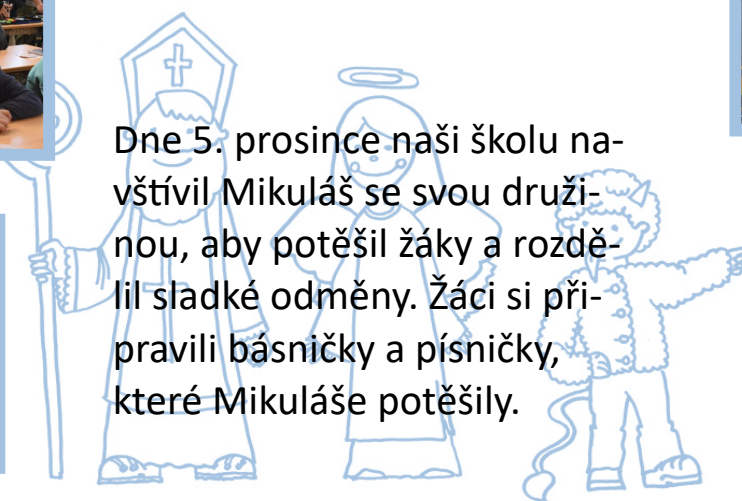 Dne 5. prosince naši školu na-
vštívil Mikuláš se svou druži-
nou, aby potěšil žáky a rozdě-
lil sladké odměny. Žáci si při-
pravili básničky a písničky,
které Mikuláše potěšily.